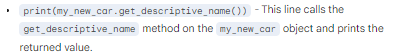 • print(my_new_car.get_descriptive_name()) - This line calls the
get_descriptive_name method on the my_new_car object and prints the
returned value.